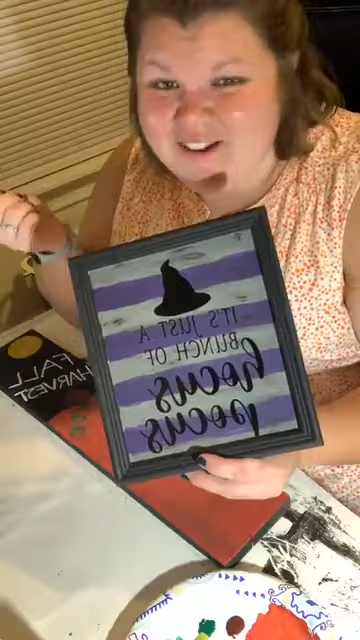 IT'S JUST A
BUNCH OF
hocus
pocus
FALL
HARVEST